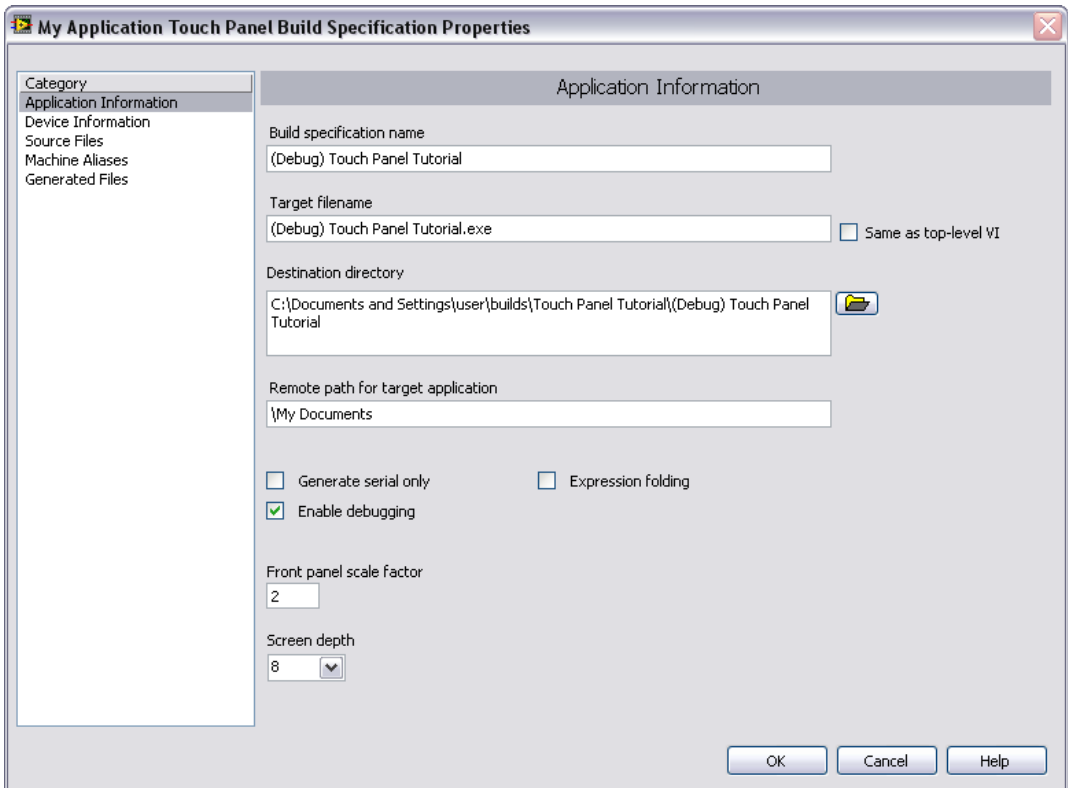 My Application Touch Panel Build Specification Properties
Category
Application Information
Device Information
Source Files
Machine Aliases
Generated Files
Application Information
Build specification name
(Debug) Touch Panel Tutorial
Target filename
(Debug) Touch Panel Tutorial.exe
Same as top-level VI
Destination directory
C:\Documents and Settings\user\builds\Touch Panel Tutorial\(Debug) Touch Panel
Tutorial
Remote path for target application
\My Documents
Generate serial only
Expression folding
Enable debugging
Front panel scale factor
2
Screen depth
8
OK
Cancel
Help